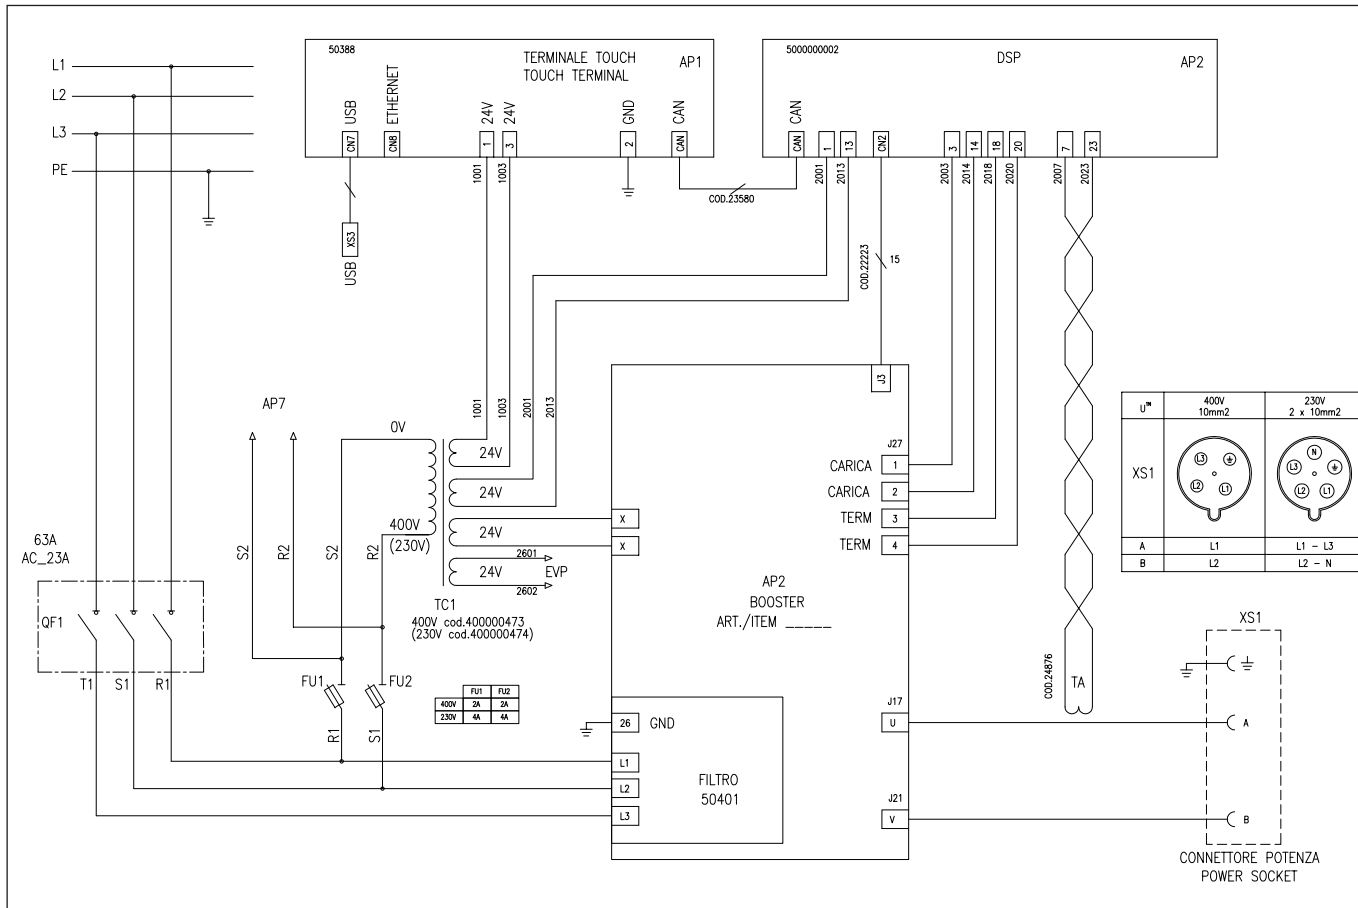 L1
L2
L3
PE
50388
TERMINALE TOUCH
TOUCH TERMINAL
AP1
USB
ETHERNET
24V
24V
GND
CAN
CN7
CN8
1
3
2
CAN
1001
1003
XS3
USB
COD.23580
5000000002
DSP
AP2
CAN
CAN
1
13
CN2
3
14
18
20
7
23
2001
2013
2003
2014
2018
2020
2007
2023
COD.22223
15
J3
AP7
1001
1003
2001
2013
0V
24V
24V
400V
(230V)
24V
24V
2601
EVP
2602
S2
R2
S2
R2
TC1
400V cod.400000473
(230V cod.400000474)
63A
AC_23A
QF1
T1
S1
R1
FU1
FU2
FU1 FU2
400V 2A 2A
230V 4A 4A
R1
S1
X
X
J27
CARICA 1
CARICA 2
TERM 3
TERM 4
AP2
BOOSTER
ART./ITEM _____
26 GND
L1
L2
L3
FILTRO
50401
J17
U
J21
V
COD.24876
TA
U™ 400V 230V
10mm2 2 x 10mm2
XS1
L3
L2
L1
N
L3
L2
L1
A L1 L1 - L3
B L2 L2 - N
XS1
A
B
CONNETTORE POTENZA
POWER SOCKET